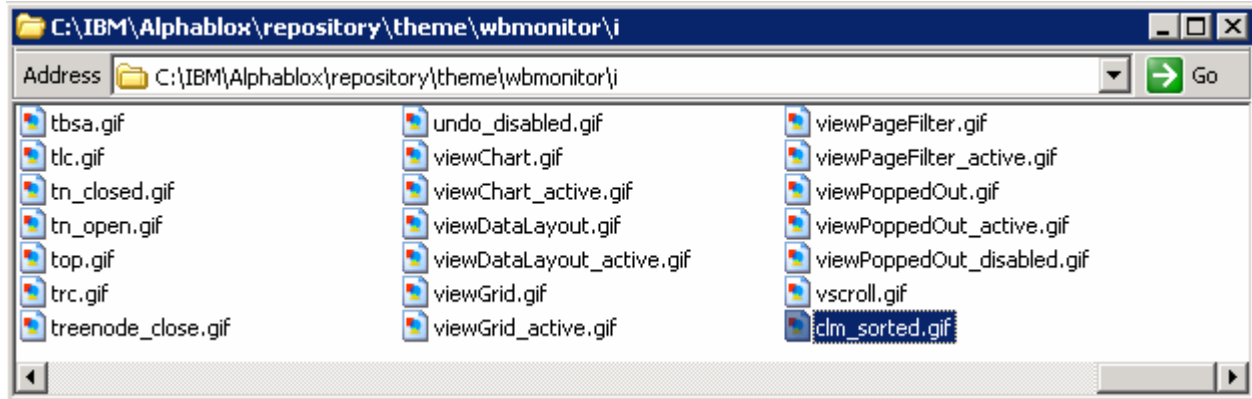 C:\IBM\Alphablox\repository\theme\wbmonitor\i
Address C:\IBM\Alphablox\repository\theme\wbmonitor\i Go
tbsa.gif undo_disabled.gif viewPageFilter.gif
tlc.gif viewChart.gif viewPageFilter_active.gif
tn_closed.gif viewChart_active.gif viewPoppedOut.gif
tn_open.gif viewDataLayout.gif viewPoppedOut_active.gif
top.gif viewDataLayout_active.gif viewPoppedOut_disabled.gif
trc.gif viewGrid.gif vscroll.gif
treenode_close.gif viewGrid_active.gif clm_sorted.gif